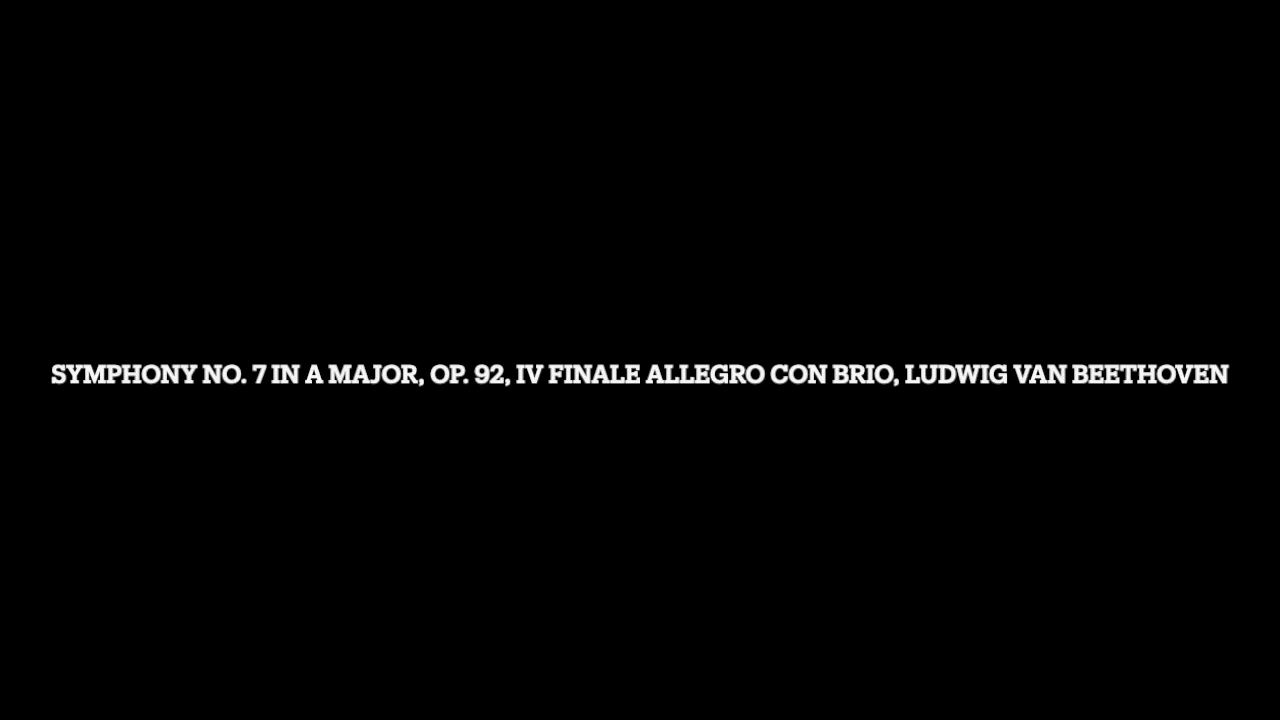 SYMPHONY NO. 7 IN A MAJOR, OP. 92, IV FINALE ALLEGRO CON BRIO, LUDWIG VAN BEETHOVEN